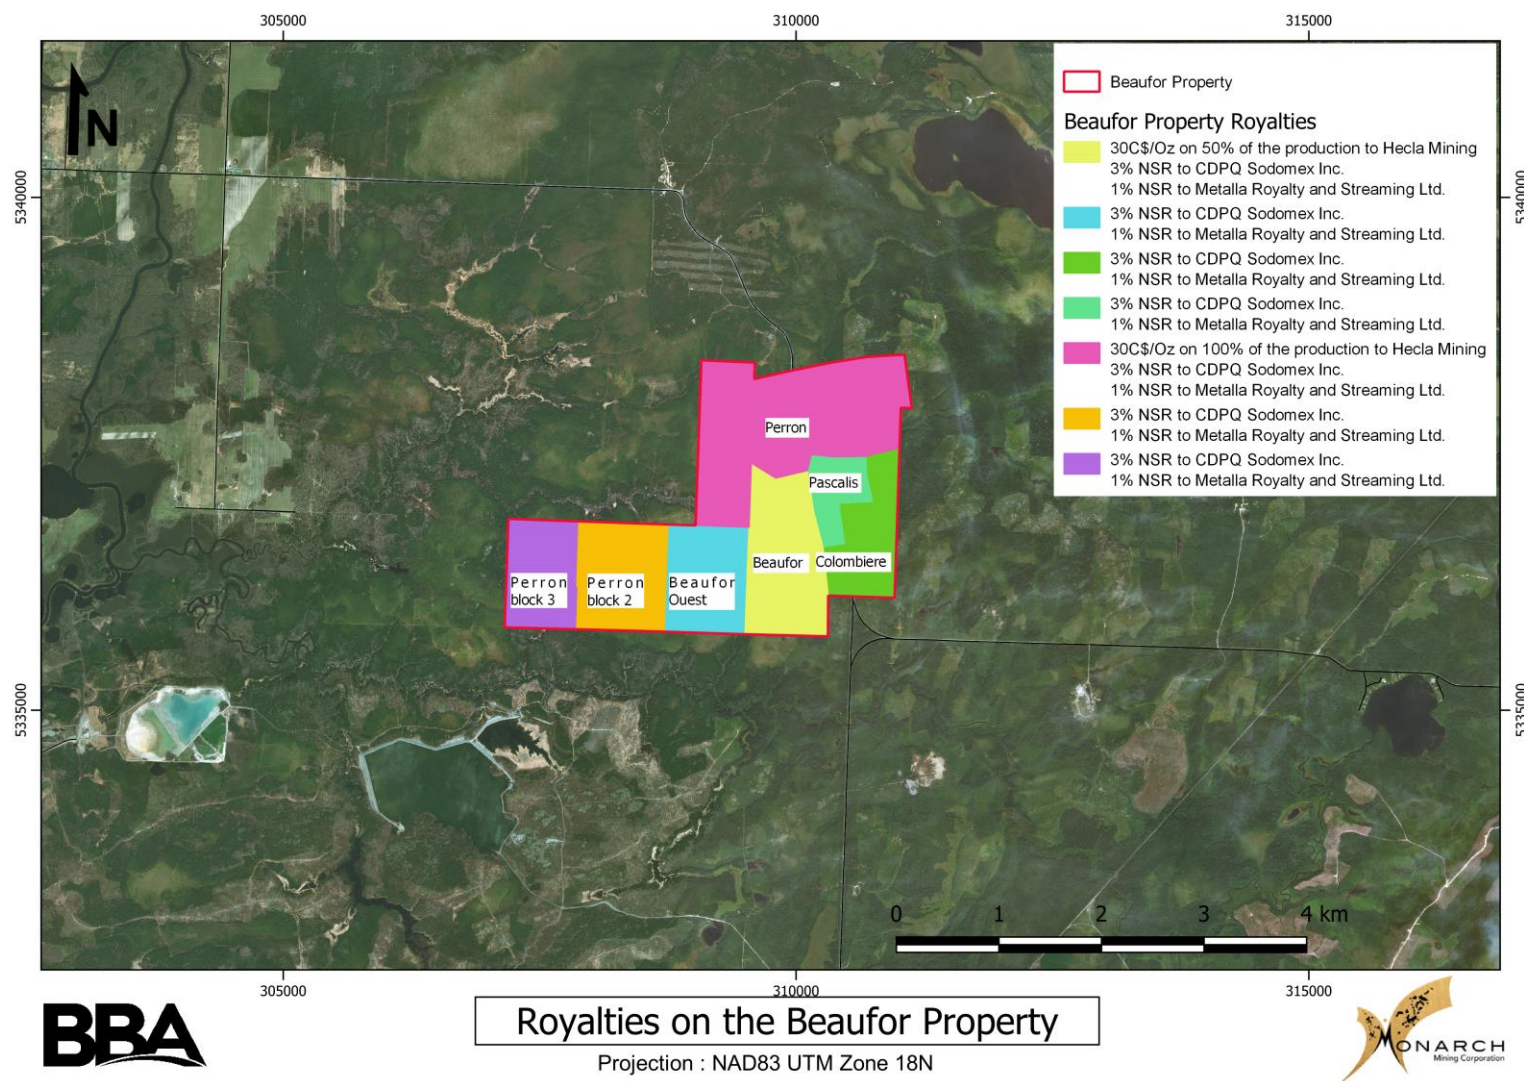 305000
310000
315000
N
5340000
5340000
Beaufor Property
Beaufor Property Royalties
30C$/Oz on 50% of the production to Hecla Mining
3% NSR to CDPQ Sodomex Inc.
1% NSR to Metalla Royalty and Streaming Ltd.
3% NSR to CDPQ Sodomex Inc.
1% NSR to Metalla Royalty and Streaming Ltd.
3% NSR to CDPQ Sodomex Inc.
1% NSR to Metalla Royalty and Streaming Ltd.
3% NSR to CDPQ Sodomex Inc.
1% NSR to Metalla Royalty and Streaming Ltd.
30C$/Oz on 100% of the production to Hecla Mining
3% NSR to CDPQ Sodomex Inc.
1% NSR to Metalla Royalty and Streaming Ltd.
3% NSR to CDPQ Sodomex Inc.
1% NSR to Metalla Royalty and Streaming Ltd.
3% NSR to CDPQ Sodomex Inc.
1% NSR to Metalla Royalty and Streaming Ltd.
Perron
Pascalis
Beaufor
Colombiere
Perron
block 3
Perron
block 2
Beaufor
Ouest
5335000
5335000
0 1 2 3 4 km
305000
310000
315000
BBA
Royalties on the Beaufor Property
Projection : NAD83 UTM Zone 18N
MONARCH
Mining Corporation